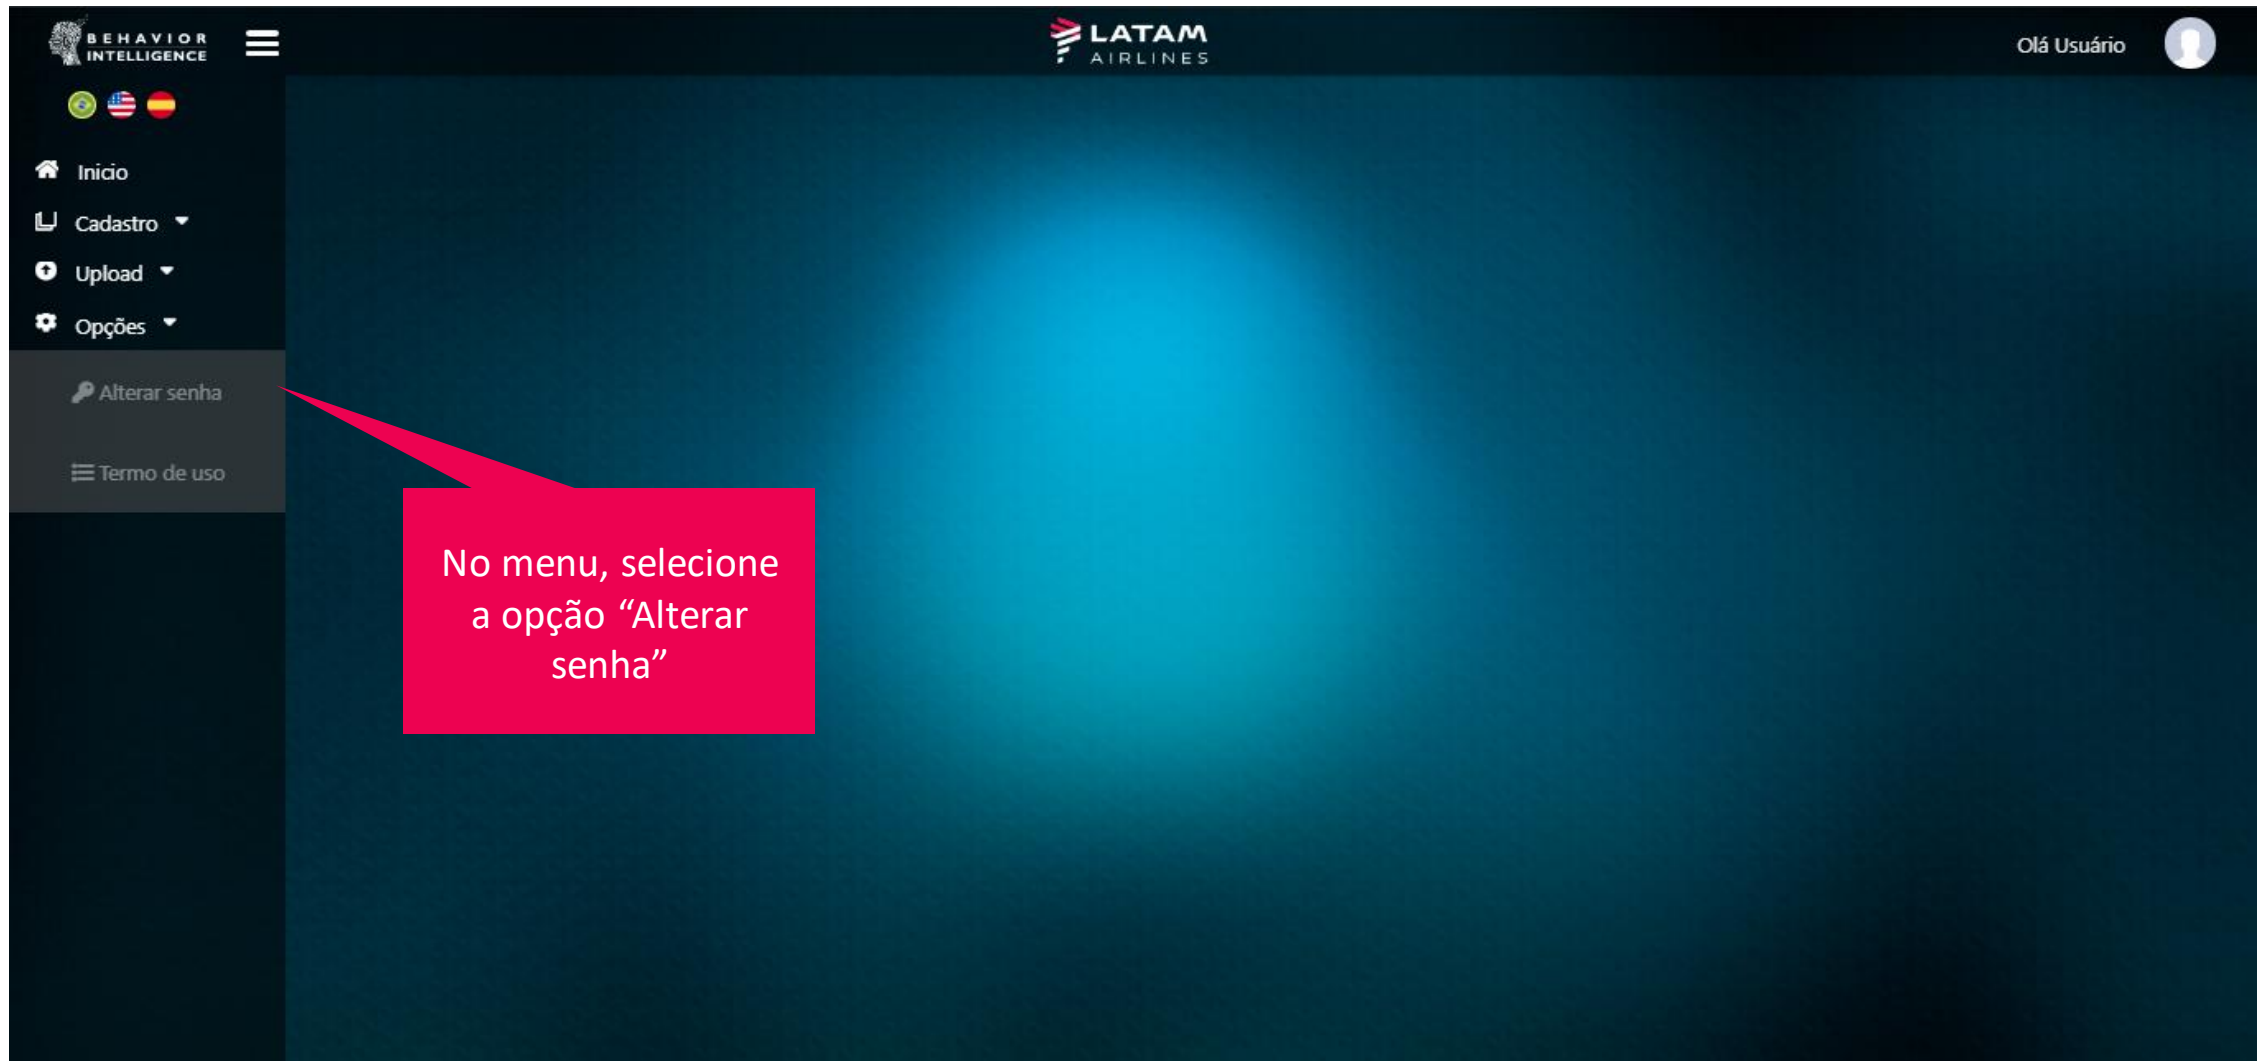 BEHAVIOR
INTELLIGENCE
LATAM
AIRLINES
Olá Usuário
Inicio
Cadastro
Upload
Opções
Alterar senha
Termo de uso
No menu, selecione
a opção “Alterar
senha”